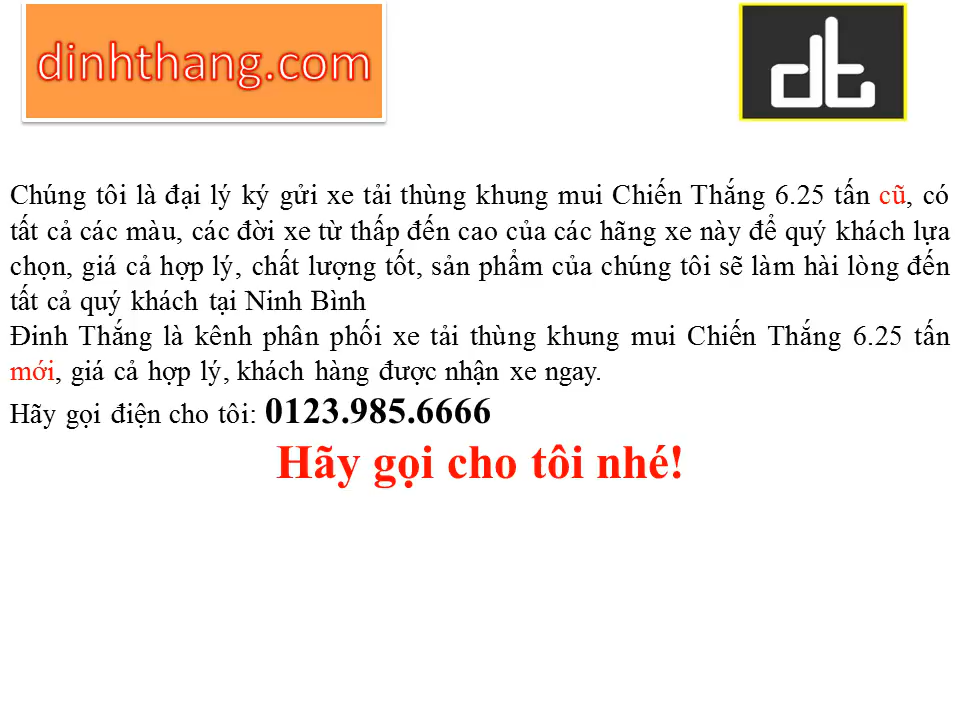 dinhthang.com
dt
Chúng tôi là đại lý ký gửi xe tải thùng khung mui Chiến Thắng 6.25 tấn cũ, có
tất cả các màu, các đời xe từ thấp đến cao của các hãng xe này để quý khách lựa
chọn, giá cả hợp lý, chất lượng tốt, sản phẩm của chúng tôi sẽ làm hài lòng đến
tất cả quý khách tại Ninh Bình
Đinh Thắng là kênh phân phối xe tải thùng khung mui Chiến Thắng 6.25 tấn
mới, giá cả hợp lý, khách hàng được nhận xe ngay.
Hãy gọi điện cho tôi: 0123.985.6666
Hãy gọi cho tôi nhé!